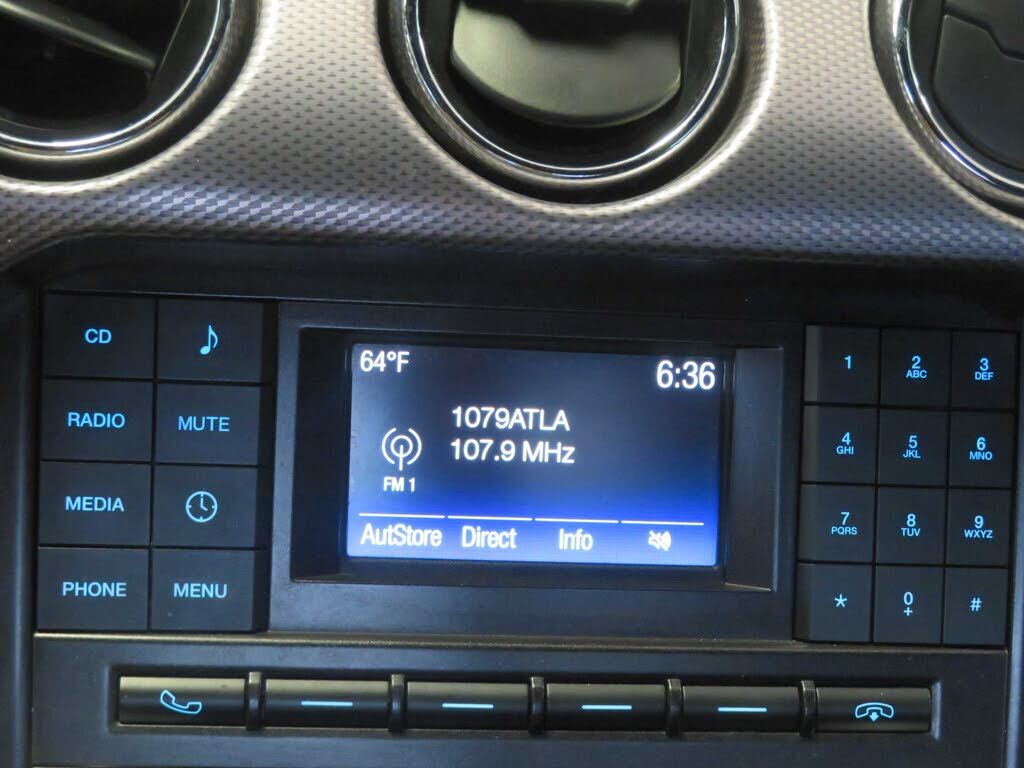 64°F
6:36
1079ATLA
107.9 MHz
FM 1
AutStore Direct Info
CD
RADIO MUTE
MEDIA
PHONE MENU
1 2 ABC 3 DEF
4 GHI 5 JKL 6 MNO
7 PQRS 8 TUV 9 WXYZ
* 0 + #